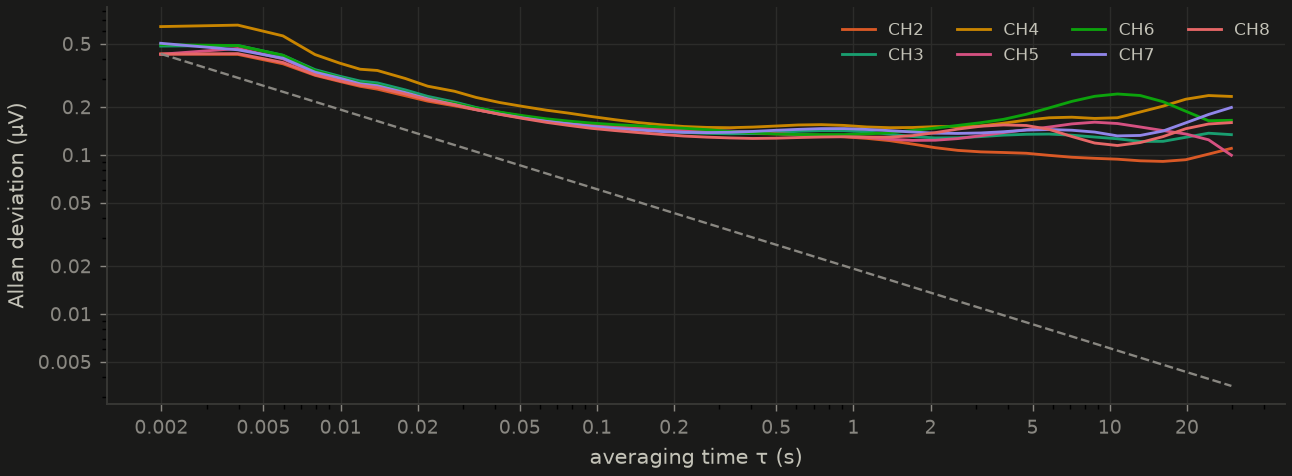 CH2 CH4 CH6 CH8
CH3 CH5 CH7
Allan deviation (µV)
0.5
0.2
0.1
0.05
0.02
0.01
0.005
0.002 0.005 0.01 0.02 0.05 0.1 0.2 0.5 1 2 5 10 20
averaging time τ (s)